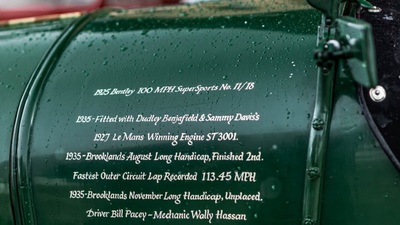 1925 Bentley 100 MPH SuperSports No. 11/18
1935-Fitted with Dudley Benjafield & Sammy Davis's
1927 Le Mans Winning Engine ST3001.
1935-Brooklands August Long Handicap, Finished 2nd.
Fastest Outer Circuit Lap Recorded 113.45 MPH
1935-Brooklands November Long Handicap, Unplaced.
Driver Bill Pacey-Mechanic Wally Hassan